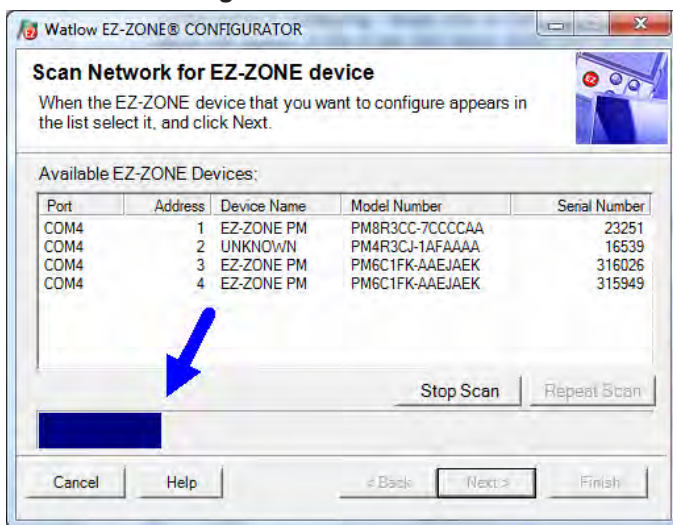 Watlow EZ-ZONE® CONFIGURATOR
Scan Network for EZ-ZONE device
When the EZ-ZONE device that you want to configure appears in
the list select it, and click Next.
Available EZ-ZONE Devices:
Port Address Device Name Model Number Serial Number
COM4 1 EZ-ZONE PM PM8R3CC-7CCCCAA 23251
COM4 2 UNKNOWN PM4R3CJ-1AFAAAA 16539
COM4 3 EZ-ZONE PM PM6C1FK-AAEJAEK 316026
COM4 4 EZ-ZONE PM PM6C1FK-AAEJAEK 315949
Stop Scan Repeat Scan
Cancel Help < Back Next > Finish